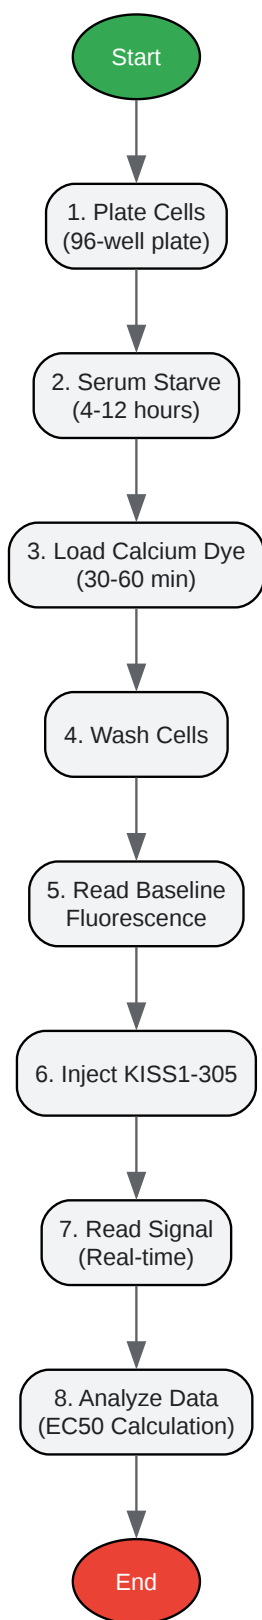 Start
1. Plate Cells
(96-well plate)
2. Serum Starve
(4-12 hours)
3. Load Calcium Dye
(30-60 min)
4. Wash Cells
5. Read Baseline
Fluorescence
6. Inject KISS1-305
7. Read Signal
(Real-time)
8. Analyze Data
(EC50 Calculation)
End